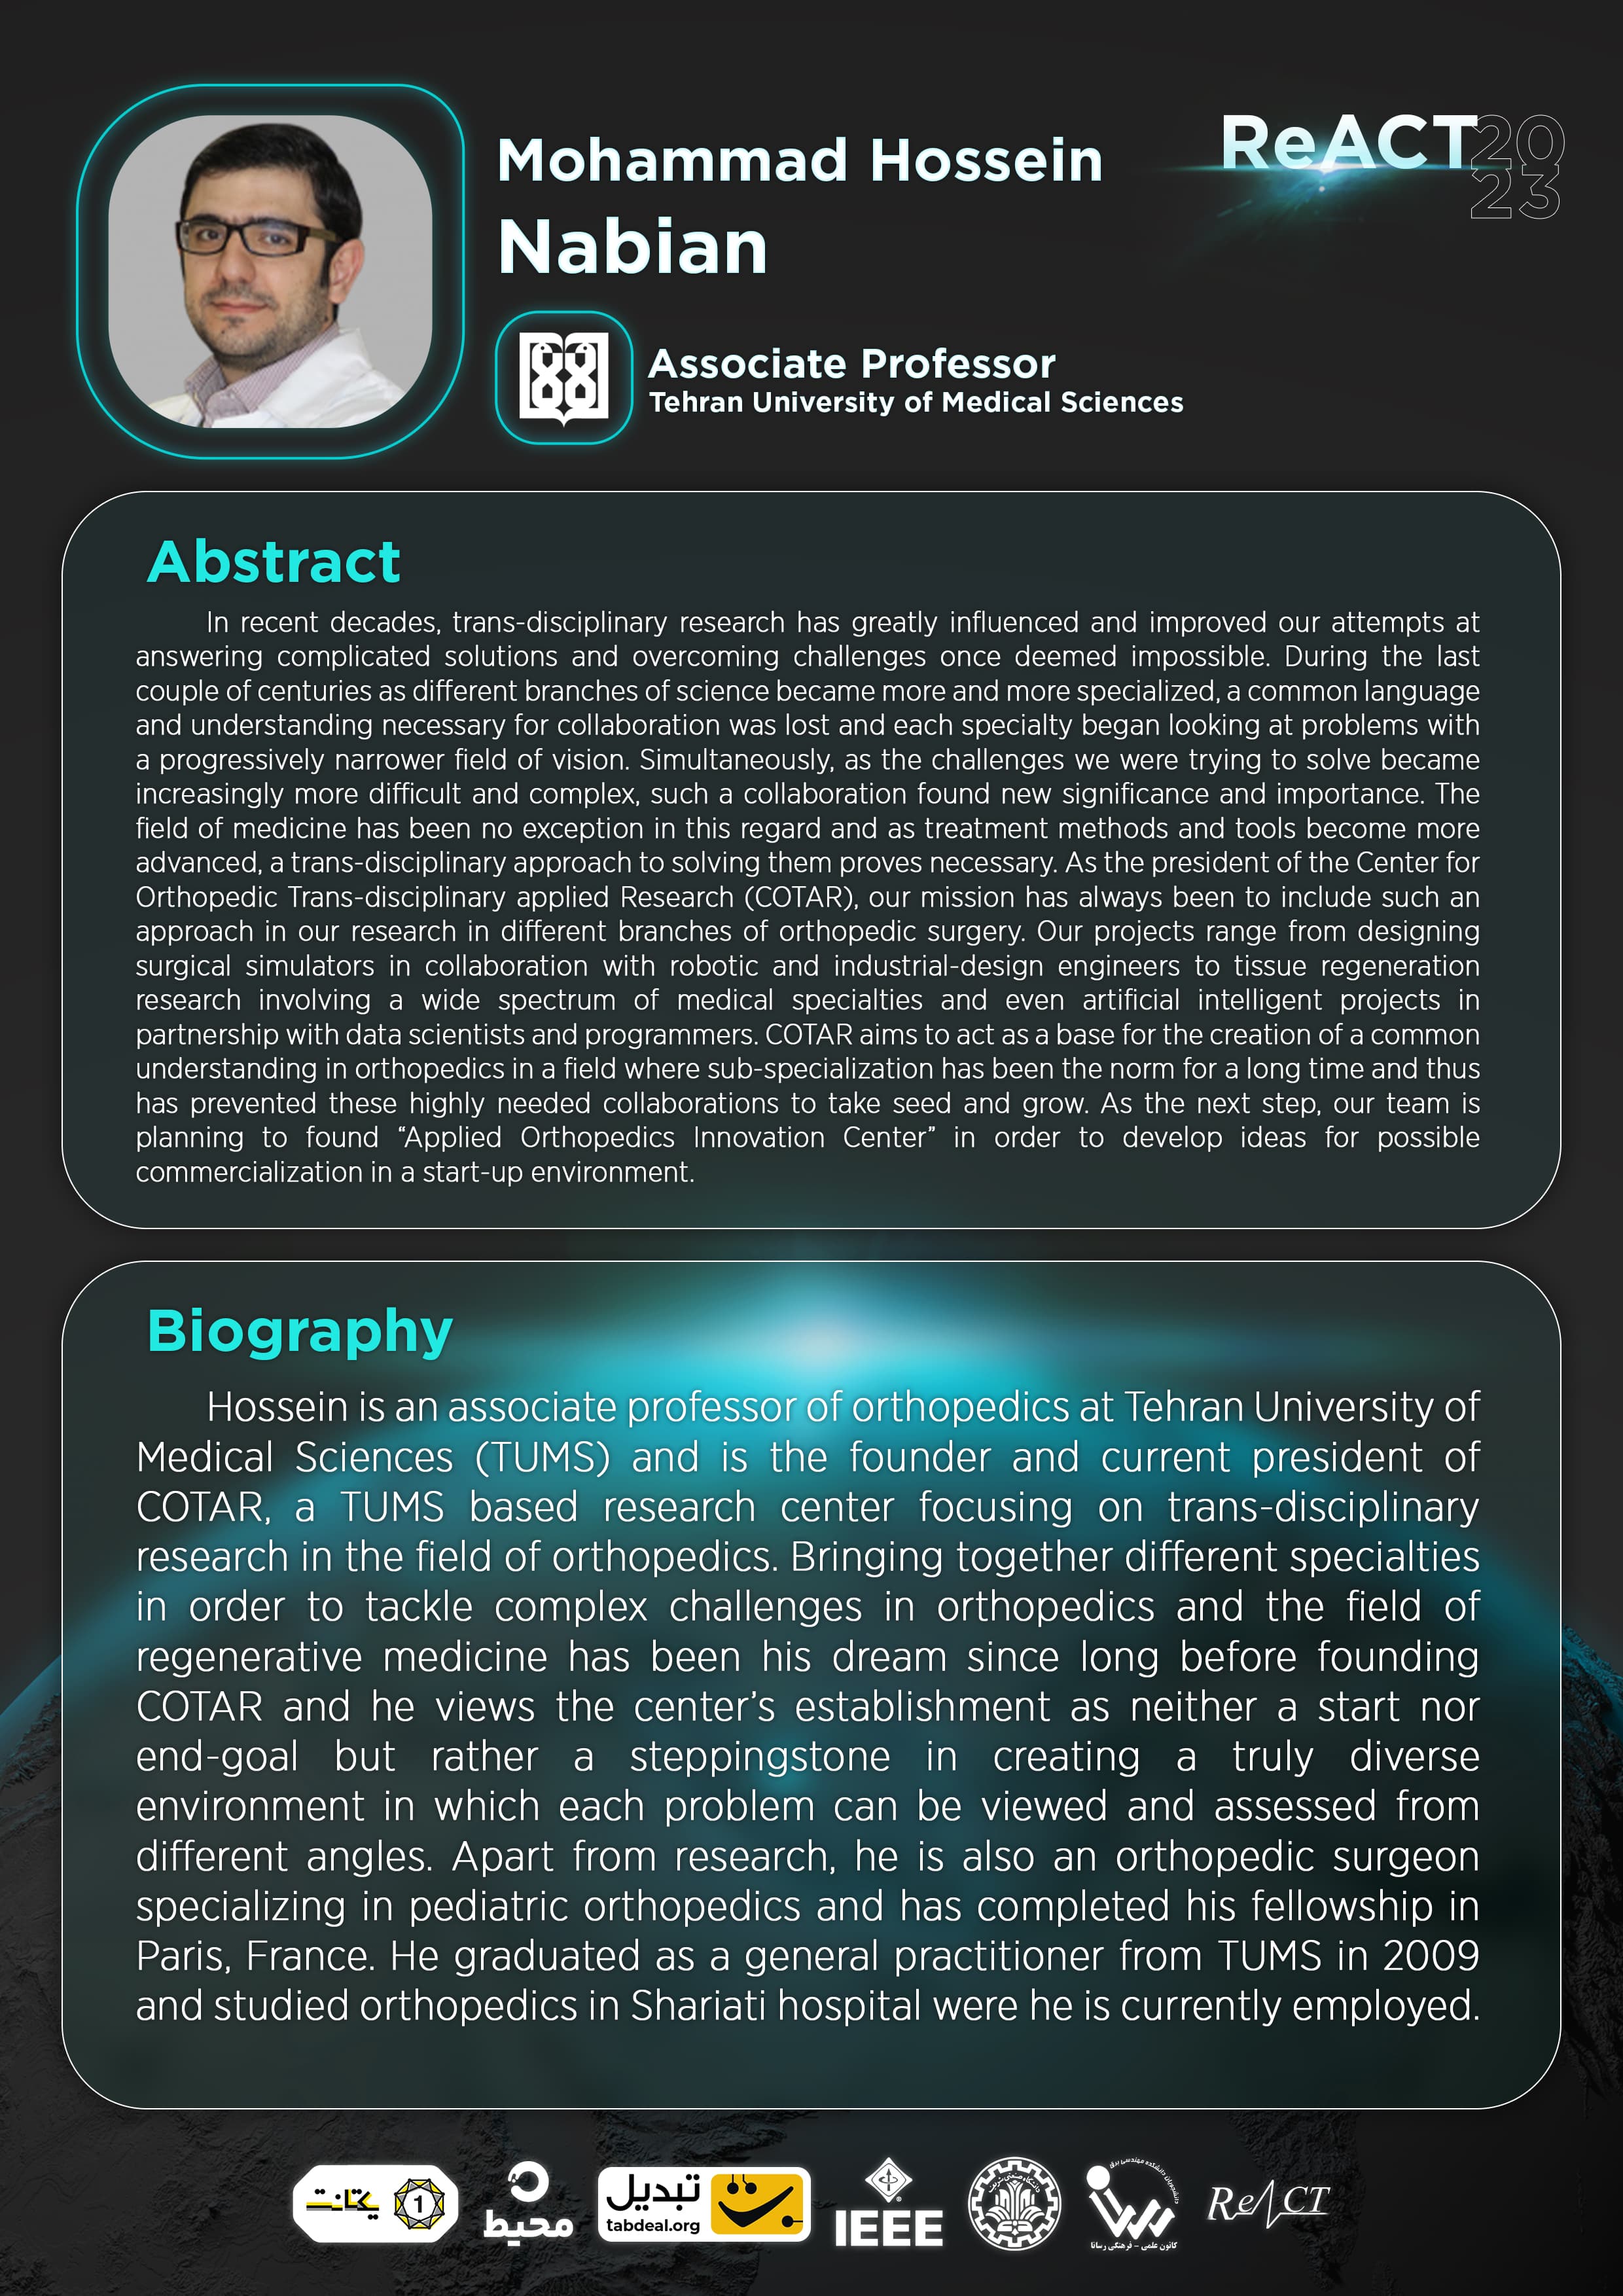 Mohammad Hossein
Nabian
ReACT
20
23
Associate Professor
Tehran University of Medical Sciences
Abstract
In recent decades, trans-disciplinary research has greatly influenced and improved our attempts at
answering complicated solutions and overcoming challenges once deemed impossible. During the last
couple of centuries as different branches of science became more and more specialized, a common language
and understanding necessary for collaboration was lost and each specialty began looking at problems with
a progressively narrower field of vision. Simultaneously, as the challenges we were trying to solve became
increasingly more difficult and complex, such a collaboration found new significance and importance. The
field of medicine has been no exception in this regard and as treatment methods and tools become more
advanced, a trans-disciplinary approach to solving them proves necessary. As the president of the Center for
Orthopedic Trans-disciplinary applied Research (COTAR), our mission has always been to include such an
approach in our research in different branches of orthopedic surgery. Our projects range from designing
surgical simulators in collaboration with robotic and industrial-design engineers to tissue regeneration
research involving a wide spectrum of medical specialties and even artificial intelligent projects in
partnership with data scientists and programmers. COTAR aims to act as a base for the creation of a common
understanding in orthopedics in a field where sub-specialization has been the norm for a long time and thus
has prevented these highly needed collaborations to take seed and grow. As the next step, our team is
planning to found “Applied Orthopedics Innovation Center” in order to develop ideas for possible
commercialization in a start-up environment.
Biography
Hossein is an associate professor of orthopedics at Tehran University of
Medical Sciences (TUMS) and is the founder and current president of
COTAR, a TUMS based research center focusing on trans-disciplinary
research in the field of orthopedics. Bringing together different specialties
in order to tackle complex challenges in orthopedics and the field of
regenerative medicine has been his dream since long before founding
COTAR and he views the center’s establishment as neither a start nor
end-goal but rather a steppingstone in creating a truly diverse
environment in which each problem can be viewed and assessed from
different angles. Apart from research, he is also an orthopedic surgeon
specializing in pediatric orthopedics and has completed his fellowship in
Paris, France. He graduated as a general practitioner from TUMS in 2009
and studied orthopedics in Shariati hospital were he is currently employed.
یکتانت
1
محیط
تبدیل
tabdeal.org
IEEE
دانشگاه صنعتی شریف
رسانا
کانون علمی - فرهنگی رسانا
ReACT